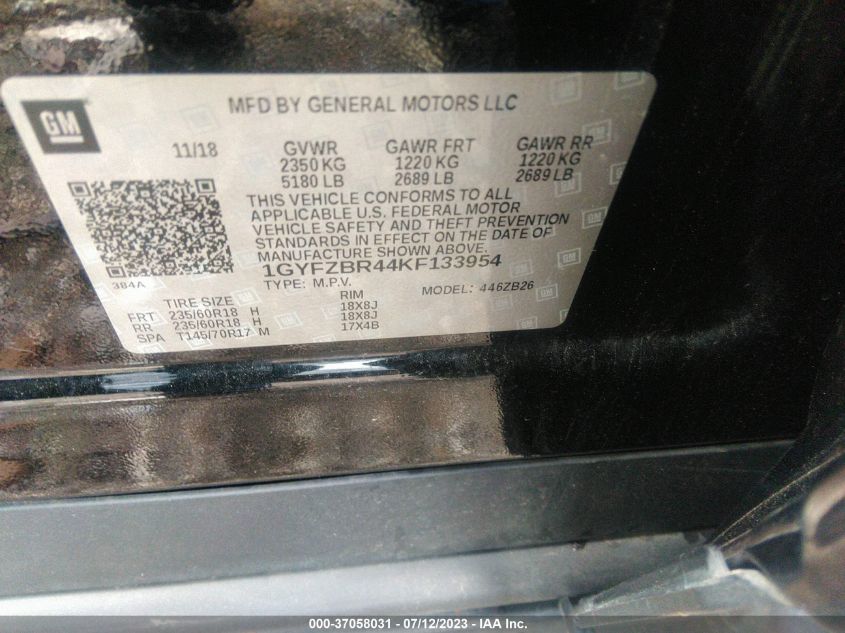 GM
MFD BY GENERAL MOTORS LLC
11/18 GVWR GAWR FRT GAWR RR
2350 KG 1220 KG 1220 KG
5180 LB 2689 LB 2689 LB
THIS VEHICLE CONFORMS TO ALL
APPLICABLE U.S. FEDERAL MOTOR
VEHICLE SAFETY AND THEFT PREVENTION
STANDARDS IN EFFECT ON THE DATE OF
MANUFACTURE SHOWN ABOVE.
1GYFZBR44KF133954
384A TYPE: M.P.V. MODEL: 446ZB26
TIRE SIZE RIM
FRT 235/60R18 H 18X8J
RR 235/60R18 H 18X8J
SPA T145/70R17 M 17X4B
000-37058031 - 07/12/2023 - IAA Inc.